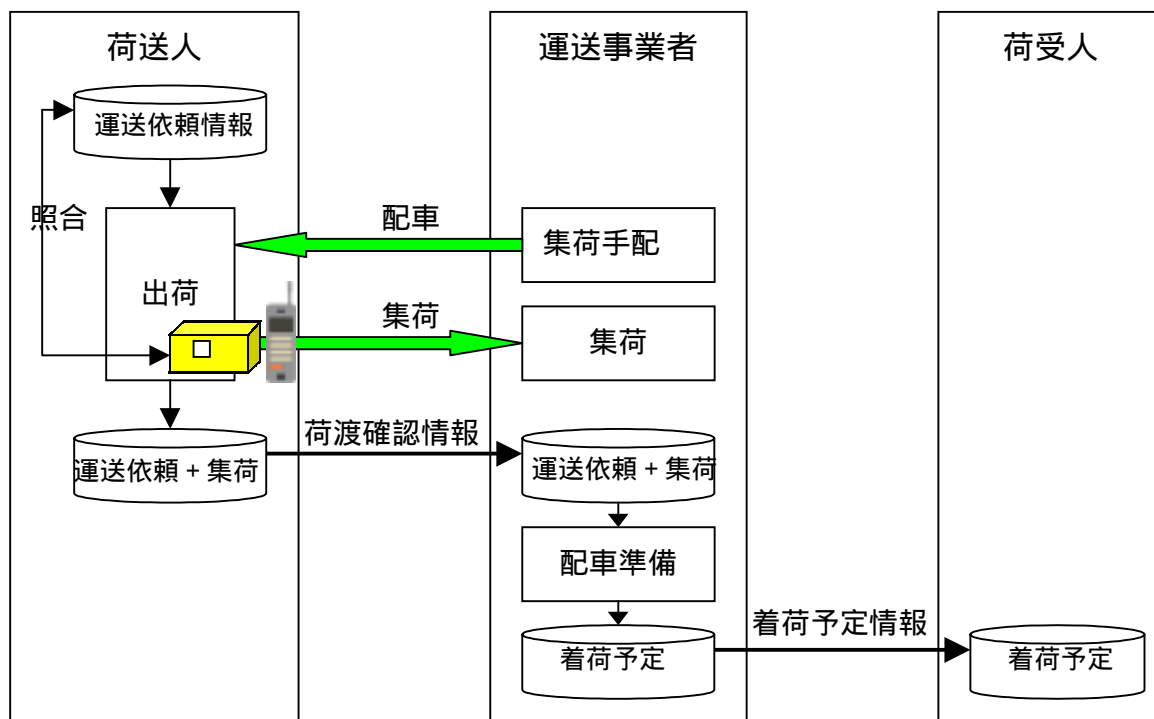 荷送人
運送事業者
荷受人
運送依頼情報
照合
配車
集荷手配
出荷
集荷
集荷
荷渡確認情報
運送依頼 + 集荷
運送依頼 + 集荷
配車準備
着荷予定情報
着荷予定
着荷予定